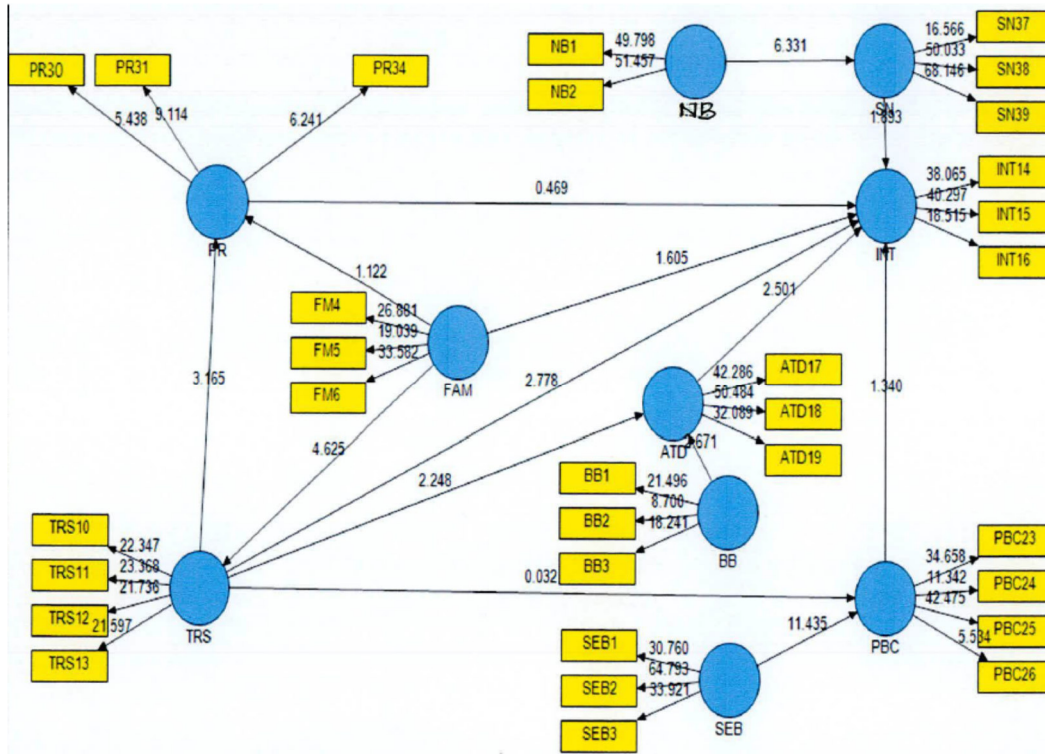 SN37
16.566
NB1
49.798
6.331
50.033
SN38
51.457
68.146
NB2
NB
SN
SN39
1.893
PR30
PR31
PR34
5.438
9.114
6.241
38.065
INT14
0.469
40.297
INT15
18.515
PR
INT
INT16
1.122
1.605
FM4
26.881
2.501
19.039
FM5
33.582
FM6
FAM
3.165
2.778
1.340
42.286
ATD17
50.484
ATD18
32.089
ATD
ATD19
4.625
2.248
BB1
21.496
8.700
BB2
18.241
BB3
BB
TRS10
22.347
TRS11
23.368
21.736
TRS12
21.597
TRS
TRS13
0.032
PBC23
34.658
11.342
PBC24
42.475
PBC25
PBC
PBC26
11.435
SEB1
30.760
64.793
SEB2
33.921
SEB3
SEB